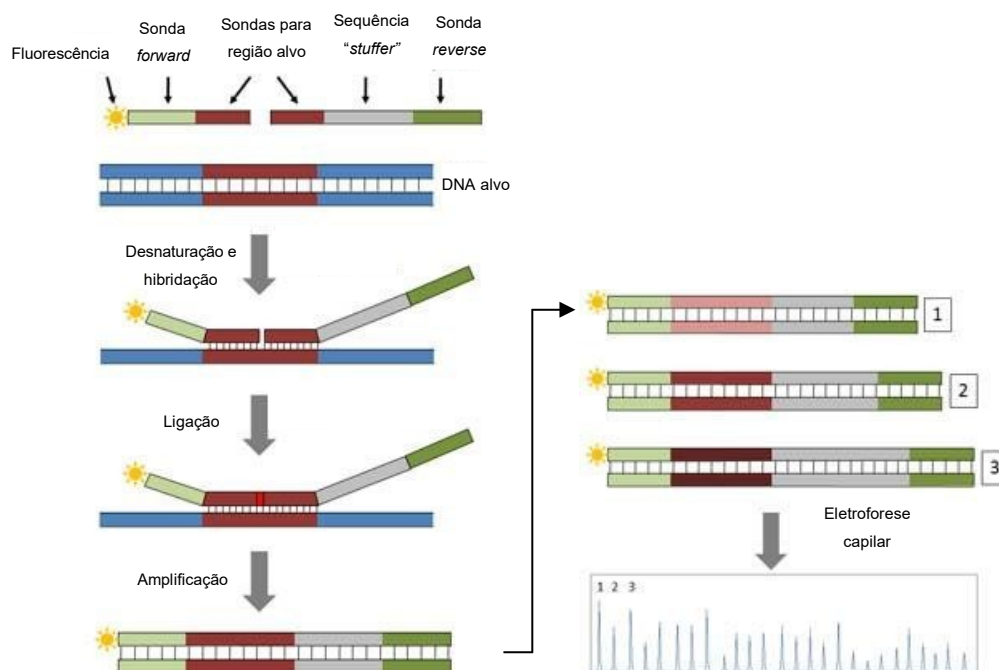 Fluorescência
Sonda
forward
Sondas para
região alvo
Sequência
“stuffer”
Sonda
reverse
DNA alvo
Desnaturação e
hibridação
Ligação
Amplificação
1
2
3
Eletroforese
capilar
1 2 3